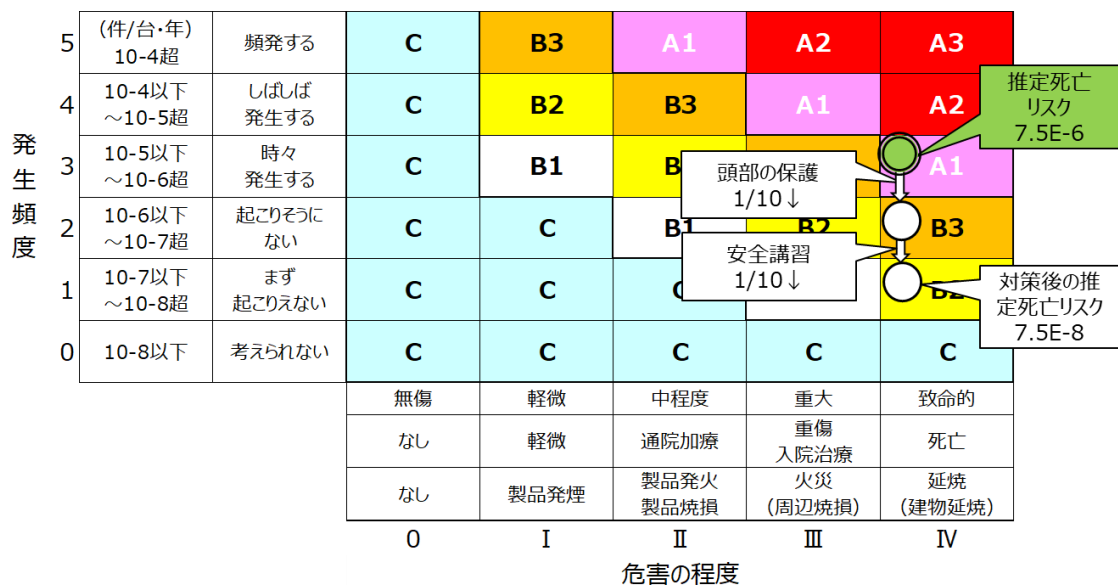 5
(件/台・年)
10-4超
頻発する
C
B3
A1
A2
A3
4
10-4以下
～10-5超
しばしば
発生する
C
B2
B3
A1
A2
推定死亡
リスク
7.5E-6
発生頻度
3
10-5以下
～10-6超
時々
発生する
C
B1
A1
頭部の保護
1/10↓
2
10-6以下
～10-7超
起こりそうに
ない
C
C
B1
B2
B3
安全講習
1/10↓
1
10-7以下
～10-8超
まず
起こりえない
C
C
C
B2
対策後の推
定死亡リスク
7.5E-8
0
10-8以下
考えられない
C
C
C
C
C
無傷
軽微
中程度
重大
致命的
なし
軽微
通院加療
重傷
入院治療
死亡
なし
製品発煙
製品発火
製品焼損
火災
(周辺焼損)
延焼
(建物延焼)
0
Ⅰ
Ⅱ
Ⅲ
Ⅳ
危害の程度